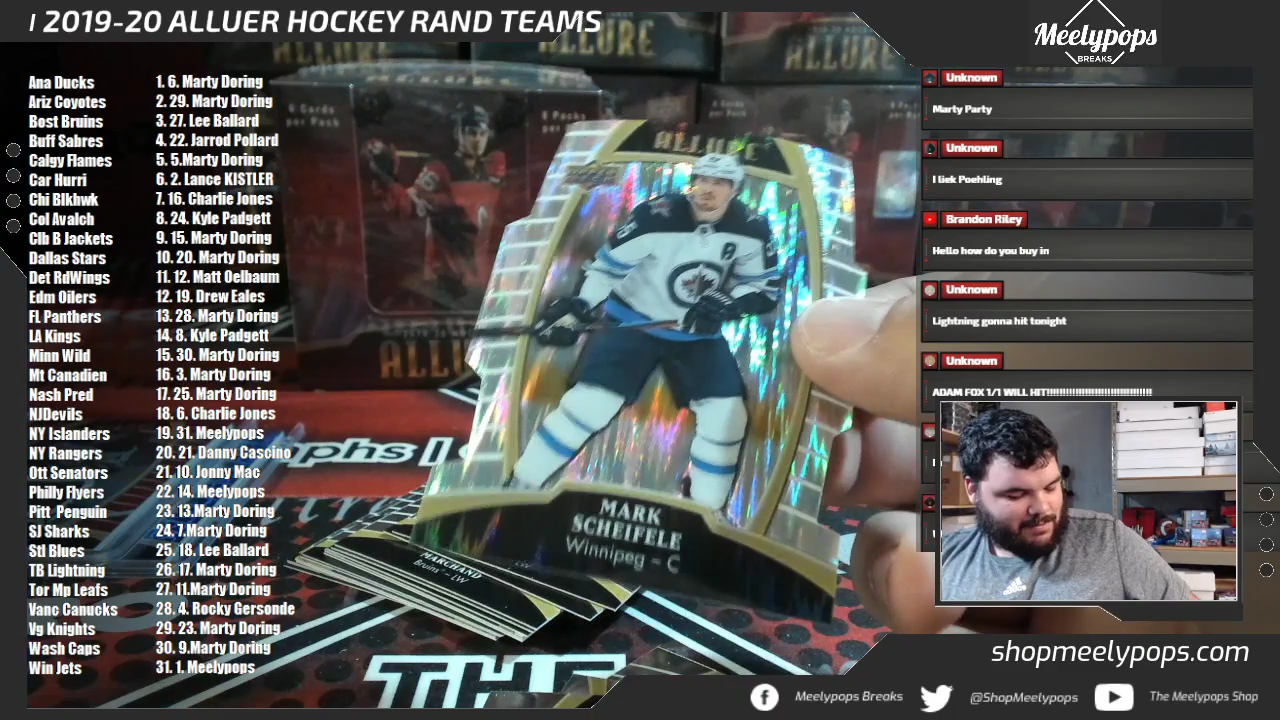 2019-20 ALLUER HOCKEY RAND TEAMS
Meelypops
BREAKS
Ana Ducks 1. 6. Marty Doring
Ariz Coyotes 2. 29. Marty Doring
Bost Bruins 3. 27. Lee Ballard
Buff Sabres 4. 22. Jarrod Pollard
Calgy Flames 5. 5.Marty Doring
Car Hurri 6. 2. Lance KISTLER
Chi Blkhwk 7. 16. Charlie Jones
Col Avalch 8. 24. Kyle Padgett
Clb B Jackets 9. 15. Marty Doring
Dallas Stars 10. 20. Marty Doring
Det RdWings 11. 12. Matt Oelbaum
Edm Oilers 12. 19. Drew Eales
FL Panthers 13. 28. Marty Doring
LA Kings 14. 8. Kyle Padgett
Minn Wild 15. 30. Marty Doring
Mt Canadien 16. 3. Marty Doring
Nash Pred 17. 25. Marty Doring
NJDevils 18. 6. Charlie Jones
NY Islanders 19. 31. Meelypops
NY Rangers 20. 21. Danny Cascino
Ott Senators 21. 10. Jonny Mac
Philly Flyers 22. 14. Meelypops
Pitt Penguin 23. 13.Marty Doring
SJ Sharks 24. 7.Marty Doring
Stl Blues 25. 18. Lee Ballard
TB Lightning 26. 17. Marty Doring
Tor Mp Leafs 27. 11.Marty Doring
Vanc Canucks 28. 4. Rocky Gersonde
Vg Knights 29. 23. Marty Doring
Wash Caps 30. 9.Marty Doring
Win Jets 31. 1. Meelypops
ALLURE
ALLURE
6 Cards
per Pack
ALLURE
MARK
SCHEIFELE
Winnipeg - C
MARCHAND
Bruins - LW
LW
THE
Unknown
Marty Party
Unknown
I liek Poehling
Brandon Riley
Hello how do you buy in
Unknown
Lightning gonna hit tonight
Unknown
ADAM FOX 1/1 WILL HIT!!!!!!!!!!!!!!!!!!!!!!!!!!!!!!!!
adidas
shopmeelypops.com
Meelypops Breaks
@ShopMeelypops
The Meelypops Shop